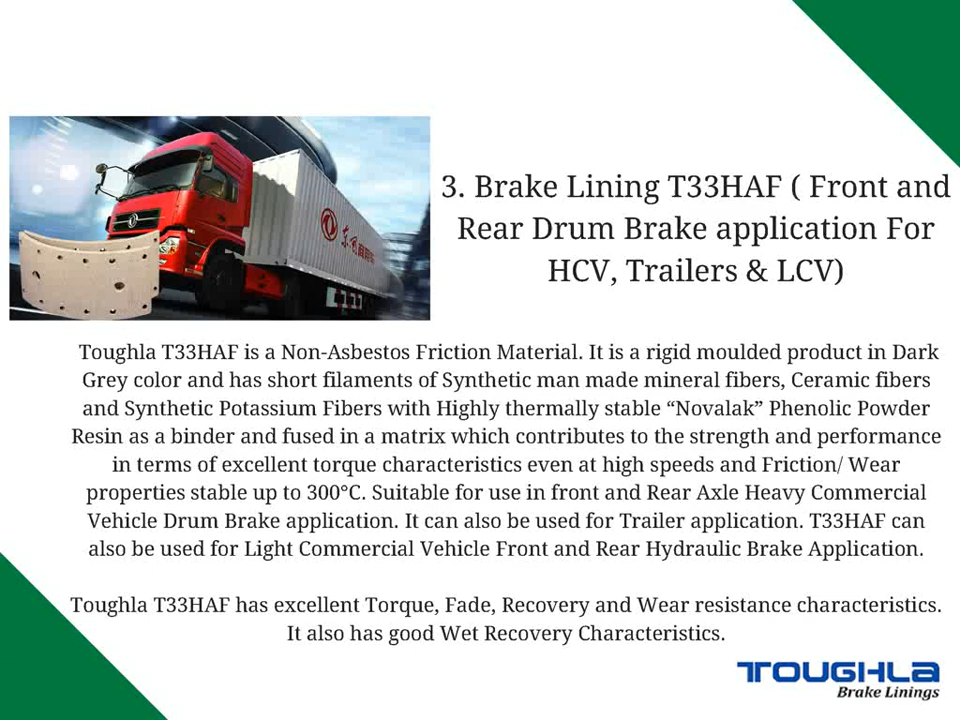 3. Brake Lining T33HAF ( Front and
Rear Drum Brake application For
HCV, Trailers & LCV)
Toughla T33HAF is a Non-Asbestos Friction Material. It is a rigid moulded product in Dark
Grey color and has short filaments of Synthetic man made mineral fibers, Ceramic fibers
and Synthetic Potassium Fibers with Highly thermally stable “Novalak” Phenolic Powder
Resin as a binder and fused in a matrix which contributes to the strength and performance
in terms of excellent torque characteristics even at high speeds and Friction/ Wear
properties stable up to 300°C. Suitable for use in front and Rear Axle Heavy Commercial
Vehicle Drum Brake application. It can also be used for Trailer application. T33HAF can
also be used for Light Commercial Vehicle Front and Rear Hydraulic Brake Application.
Toughla T33HAF has excellent Torque, Fade, Recovery and Wear resistance characteristics.
It also has good Wet Recovery Characteristics.
TOUGHLA
Brake Linings